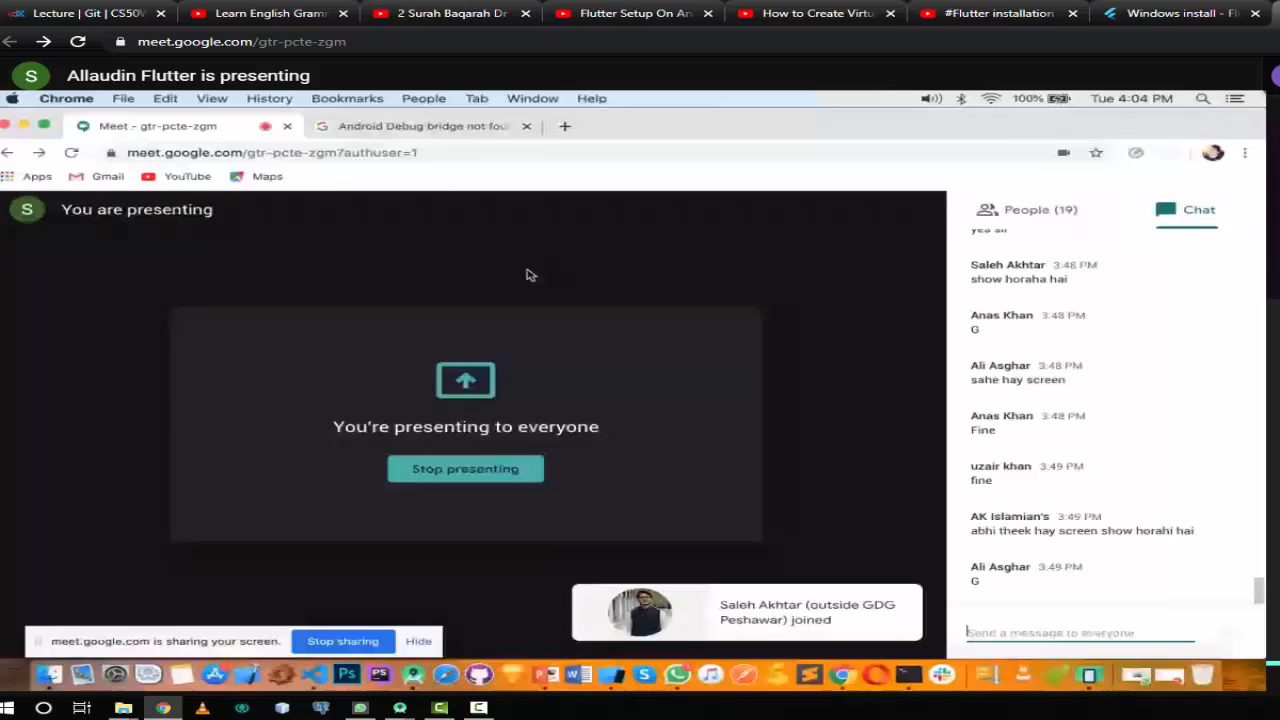 Lecture | Git | CS50W
Learn English Gram
2 Surah Baqarah Dr
Flutter Setup On An
How to Create Virtu
#Flutter installation
Windows install - Fl
meet.google.com/gtr-pcte-zgm
S
Allaudin Flutter is presenting
Chrome File Edit View History Bookmarks People Tab Window Help
100%
Tue 4:04 PM
Meet - gtr-pcte-zgm
Android Debug bridge not fou
meet.google.com/gtr-pcte-zgm?authuser=1
Apps Gmail YouTube Maps
S
You are presenting
People (19)
Chat
Saleh Akhtar 3:48 PM
show horaha hai
Anas Khan 3:48 PM
G
Ali Asghar 3:48 PM
sahe hay screen
Anas Khan 3:48 PM
Fine
uzair khan 3:49 PM
fine
AK Islamian's 3:49 PM
abhi theek hay screen show horahi hai
Ali Asghar 3:49 PM
G
Send a message to everyone
You're presenting to everyone
Stop presenting
Saleh Akhtar (outside GDG
Peshawar) joined
meet.google.com is sharing your screen.
Stop sharing
Hide
Ps
PS